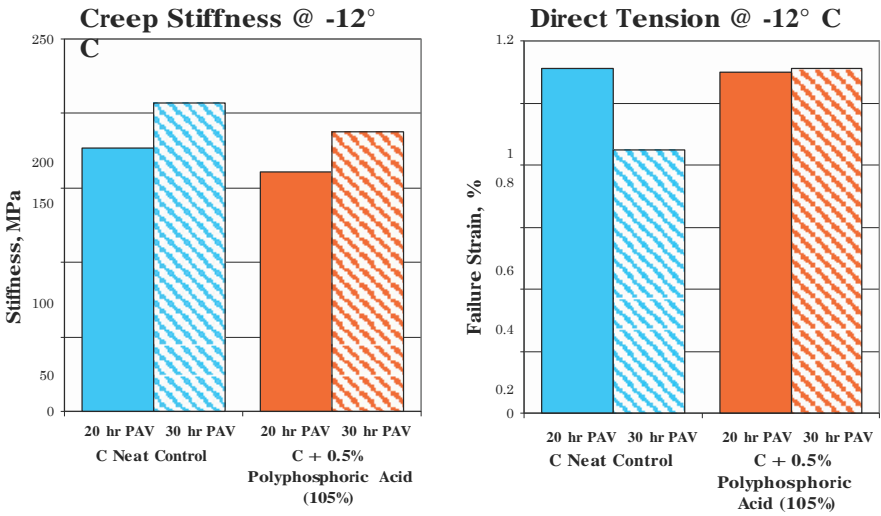 Creep Stiffness @ -12°
C
250
200
150
100
50
0
Stiffness, MPa
20 hr PAV 30 hr PAV 20 hr PAV 30 hr PAV
C Neat Control C + 0.5%
Polyphosphoric Acid
(105%)
Direct Tension @ -12° C
1.2
1
0.8
0.6
0.4
0.2
0
Failure Strain, %
20 hr PAV 30 hr PAV 20 hr PAV 30 hr PAV
C Neat Control C + 0.5%
Polyphosphoric
Acid (105%)